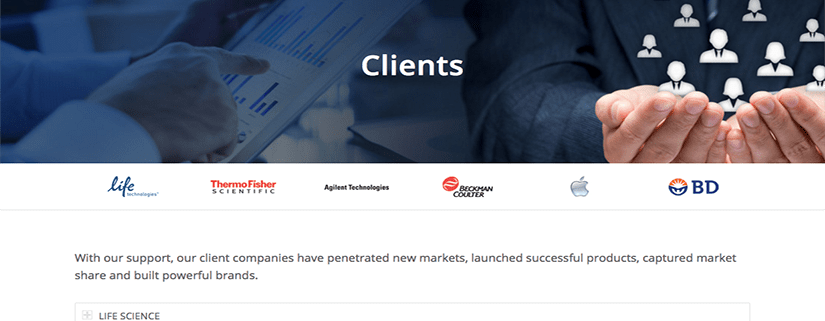 Clients
life
technologies™
ThermoFisher
SCIENTIFIC
Agilent Technologies
BECKMAN
COULTER
BD
With our support, our client companies have penetrated new markets, launched successful products, captured market
share and built powerful brands.
LIFE SCIENCE